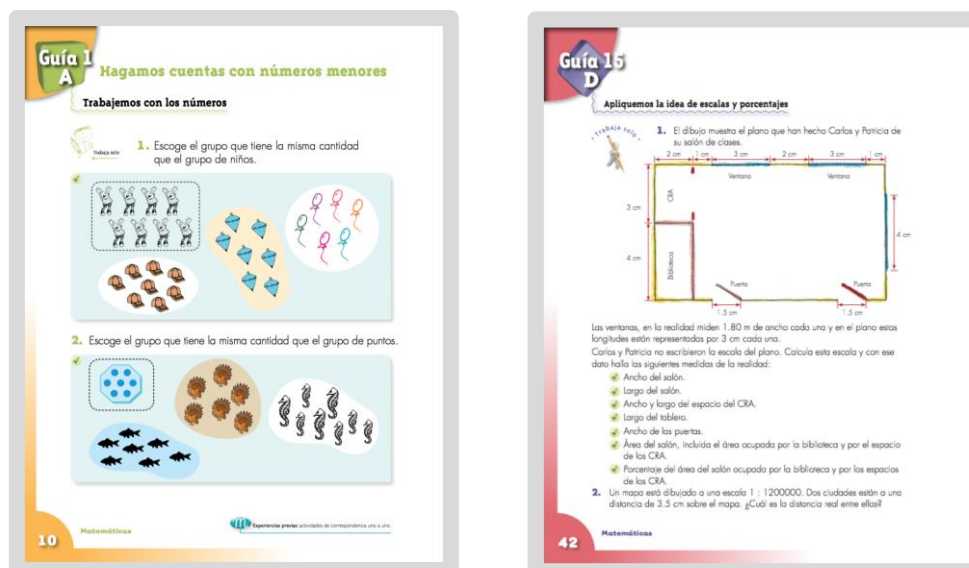 Guía 1
A
Hagamos cuentas con números menores
Trabajemos con los números
Trabaja solo
1. Escoge el grupo que tiene la misma cantidad
que el grupo de niños.
2. Escoge el grupo que tiene la misma cantidad que el grupo de puntos.
10
Matemáticas
Experiencias previas: actividades de correspondencia uno a uno.
Guía 15
D
Apliquemos la idea de escalas y porcentajes
Trabaja solo
1. El dibujo muestra el plano que han hecho Carlos y Patricia de
su salón de clases.
2 cm 1 cm 3 cm 2 cm 3 cm 1 cm
Ventana Ventana
CRA
3 cm
4 cm
4 cm
Biblioteca
Puerta Puerta
1.5 cm 1.5 cm
Las ventanas, en la realidad miden 1.80 m de ancho cada una y en el plano estas
longitudes están representadas por 3 cm cada una.
Carlos y Patricia no escribieron la escala del plano. Calcula esta escala y con ese
dato halla las siguientes medidas de la realidad:
Ancho del salón.
Largo del salón.
Ancho y largo del espacio del CRA.
Largo del tablero.
Ancho de las puertas.
Área del salón, incluida el área ocupada por la biblioteca y por el espacio
de los CRA.
Porcentaje del área del salón ocupado por la biblioteca y por los espacios
de los CRA.
2. Un mapa está dibujado a una escala 1 : 1200000. Dos ciudades están a una
distancia de 3.5 cm sobre el mapa. ¿Cuál es la distancia real entre ellas?
42
Matemáticas